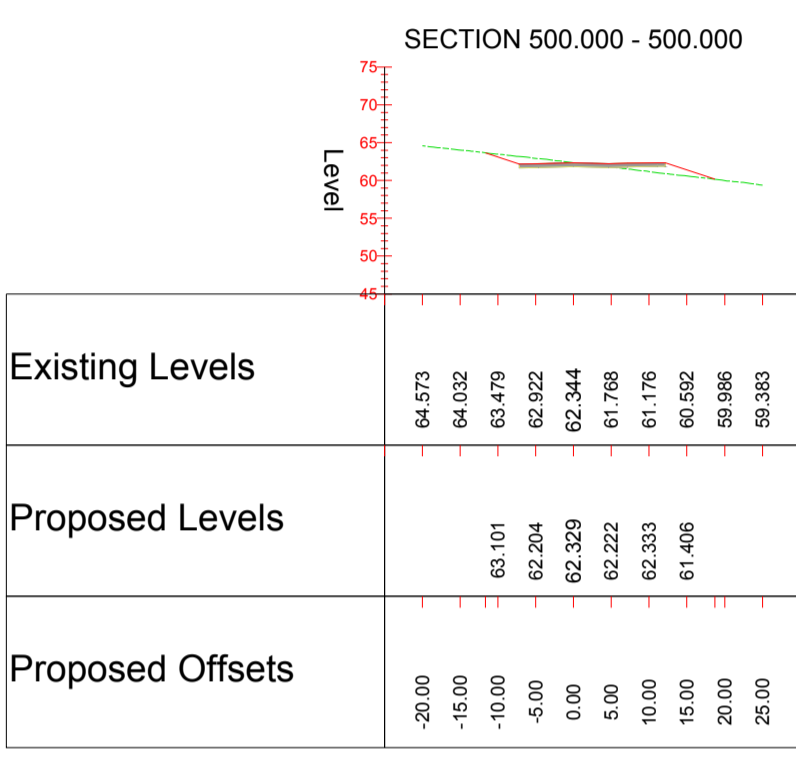 SECTION 500.000 - 500.000
75
70
65
60
55
50
45
Level
Existing Levels
64.573 64.032 63.479 62.922 62.344 61.768 61.176 60.592 59.986 59.383
Proposed Levels
63.101 62.204 62.329 62.222 62.333 61.406
Proposed Offsets
-20.00 -15.00 -10.00 -5.00 0.00 5.00 10.00 15.00 20.00 25.00